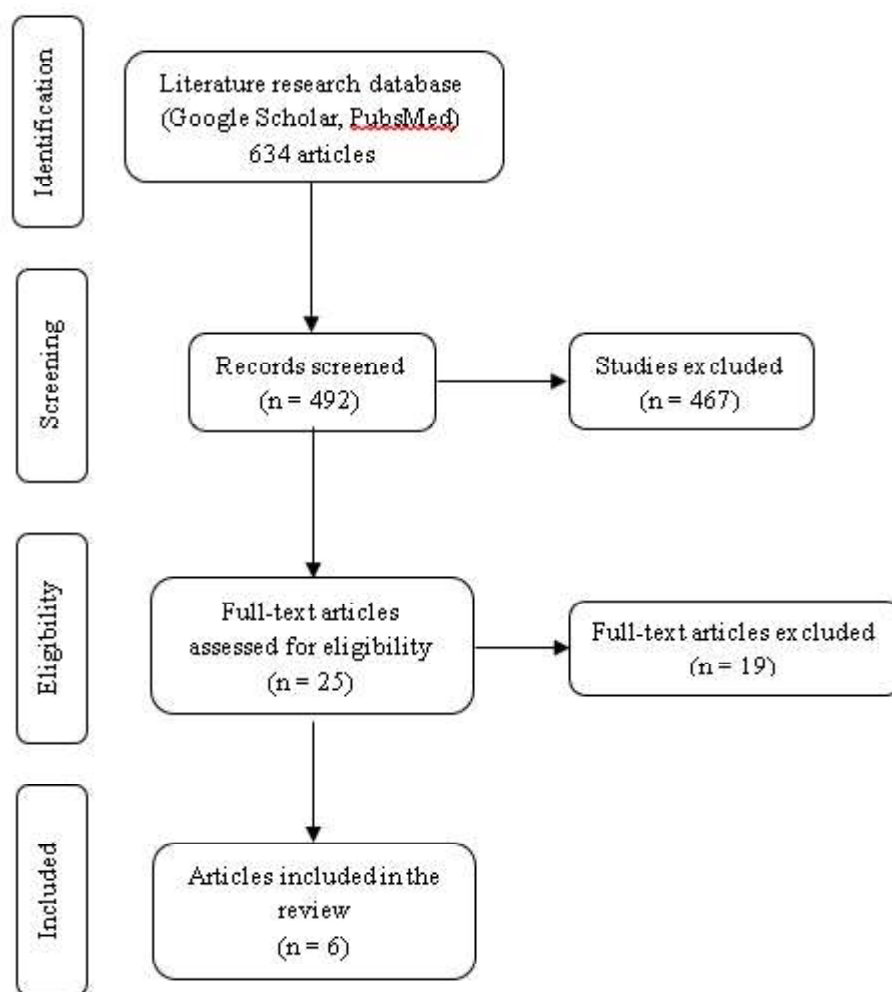 Identification
Literature research database
(Google Scholar, PubsMed)
634 articles
Screening
Records screened
(n = 492)
Studies excluded
(n = 467)
Eligibility
Full-text articles
assessed for eligibility
(n = 25)
Full-text articles excluded
(n = 19)
Included
Articles included in the
review
(n = 6)